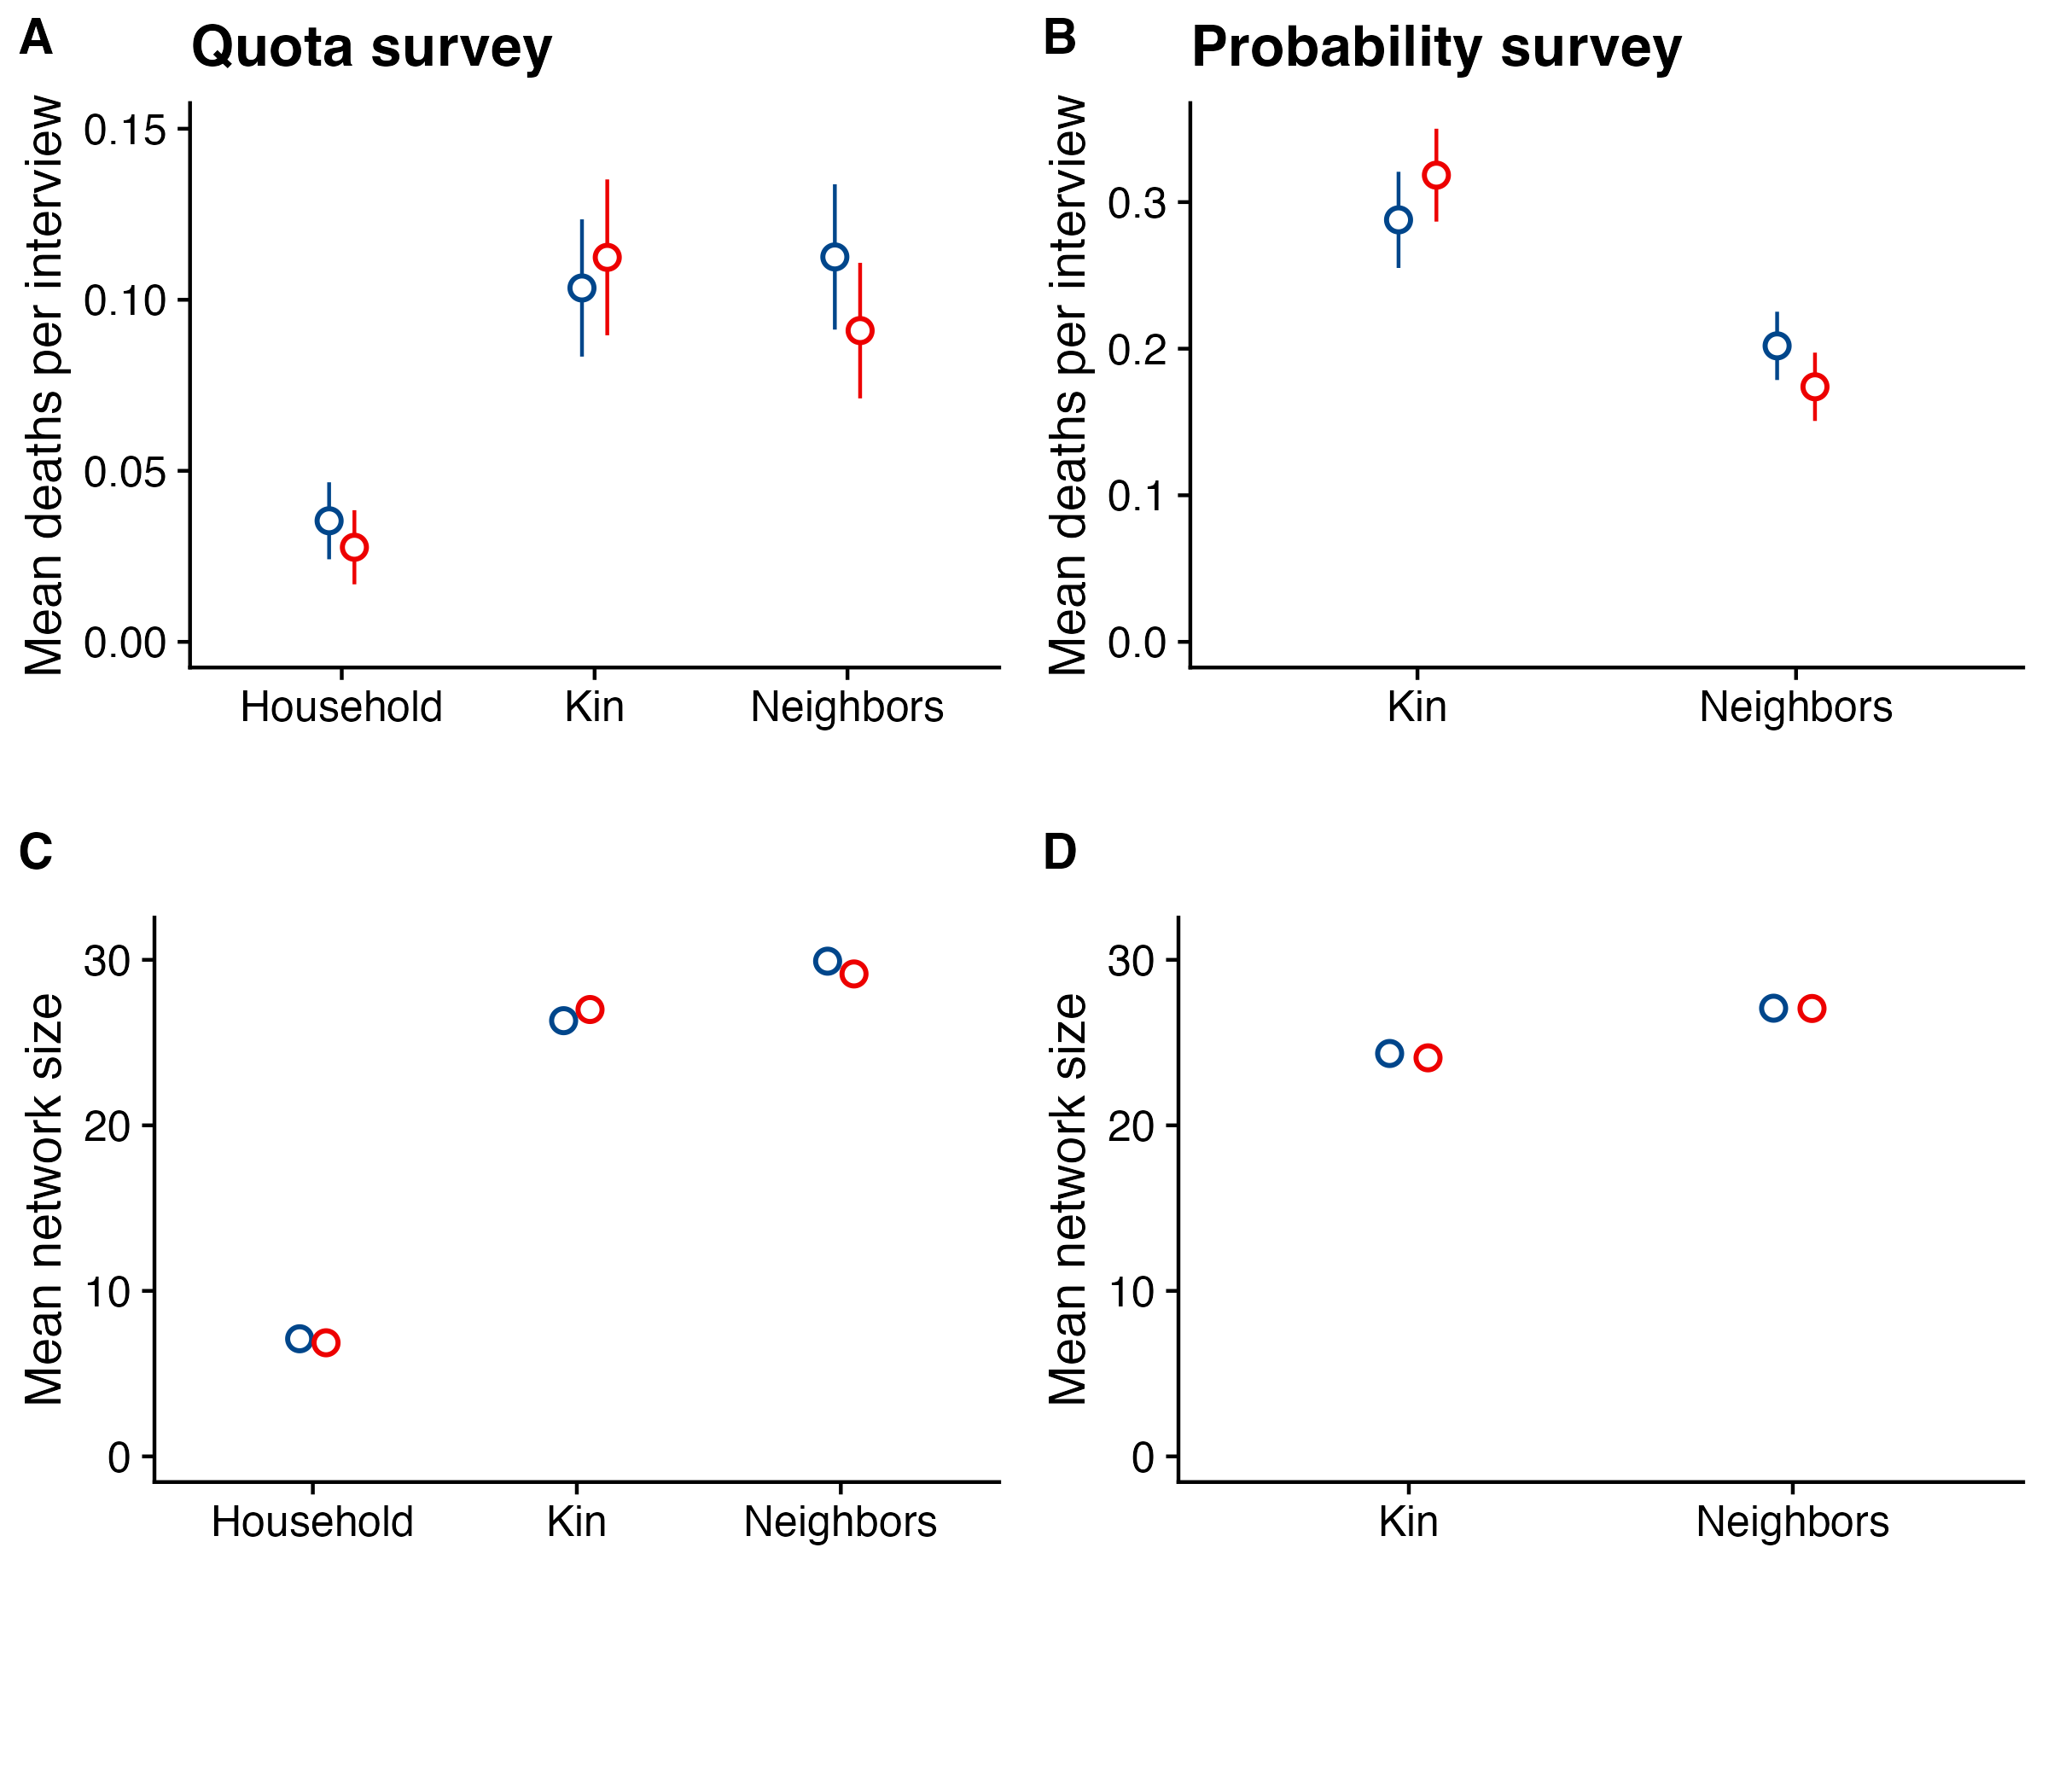 A
Quota survey
Mean deaths per interview
0.15
0.10
0.05
0.00
Household
Kin
Neighbors
B
Probability survey
Mean deaths per interview
0.3
0.2
0.1
0.0
Kin
Neighbors
C
Mean network size
30
20
10
0
Household
Kin
Neighbors
D
Mean network size
30
20
10
0
Kin
Neighbors